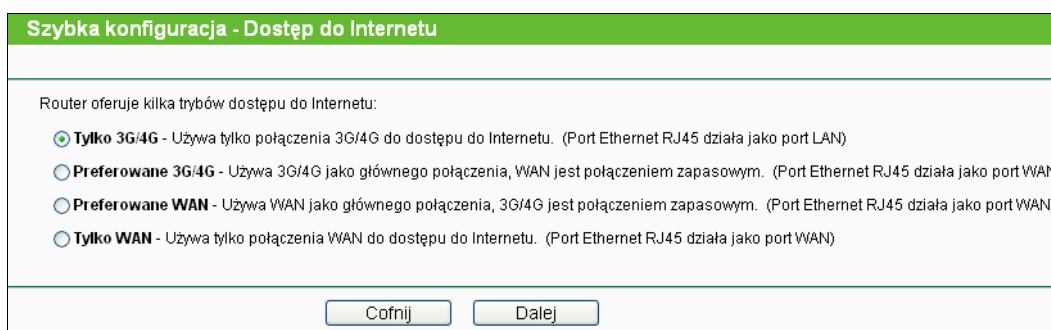 Szybka konfiguracja - Dostęp do Internetu
Router oferuje kilka trybów dostępu do Internetu:
Tylko 3G/4G - Używa tylko połączenia 3G/4G do dostępu do Internetu. (Port Ethernet RJ45 działa jako port LAN)
Preferowane 3G/4G - Używa 3G/4G jako głównego połączenia, WAN jest połączeniem zapasowym. (Port Ethernet RJ45 działa jako port WAN
Preferowane WAN - Używa WAN jako głównego połączenia, 3G/4G jest połączeniem zapasowym. (Port Ethernet RJ45 działa jako port WAN
Tylko WAN - Używa tylko połączenia WAN do dostępu do Internetu. (Port Ethernet RJ45 działa jako port WAN)
Cofnij Dalej